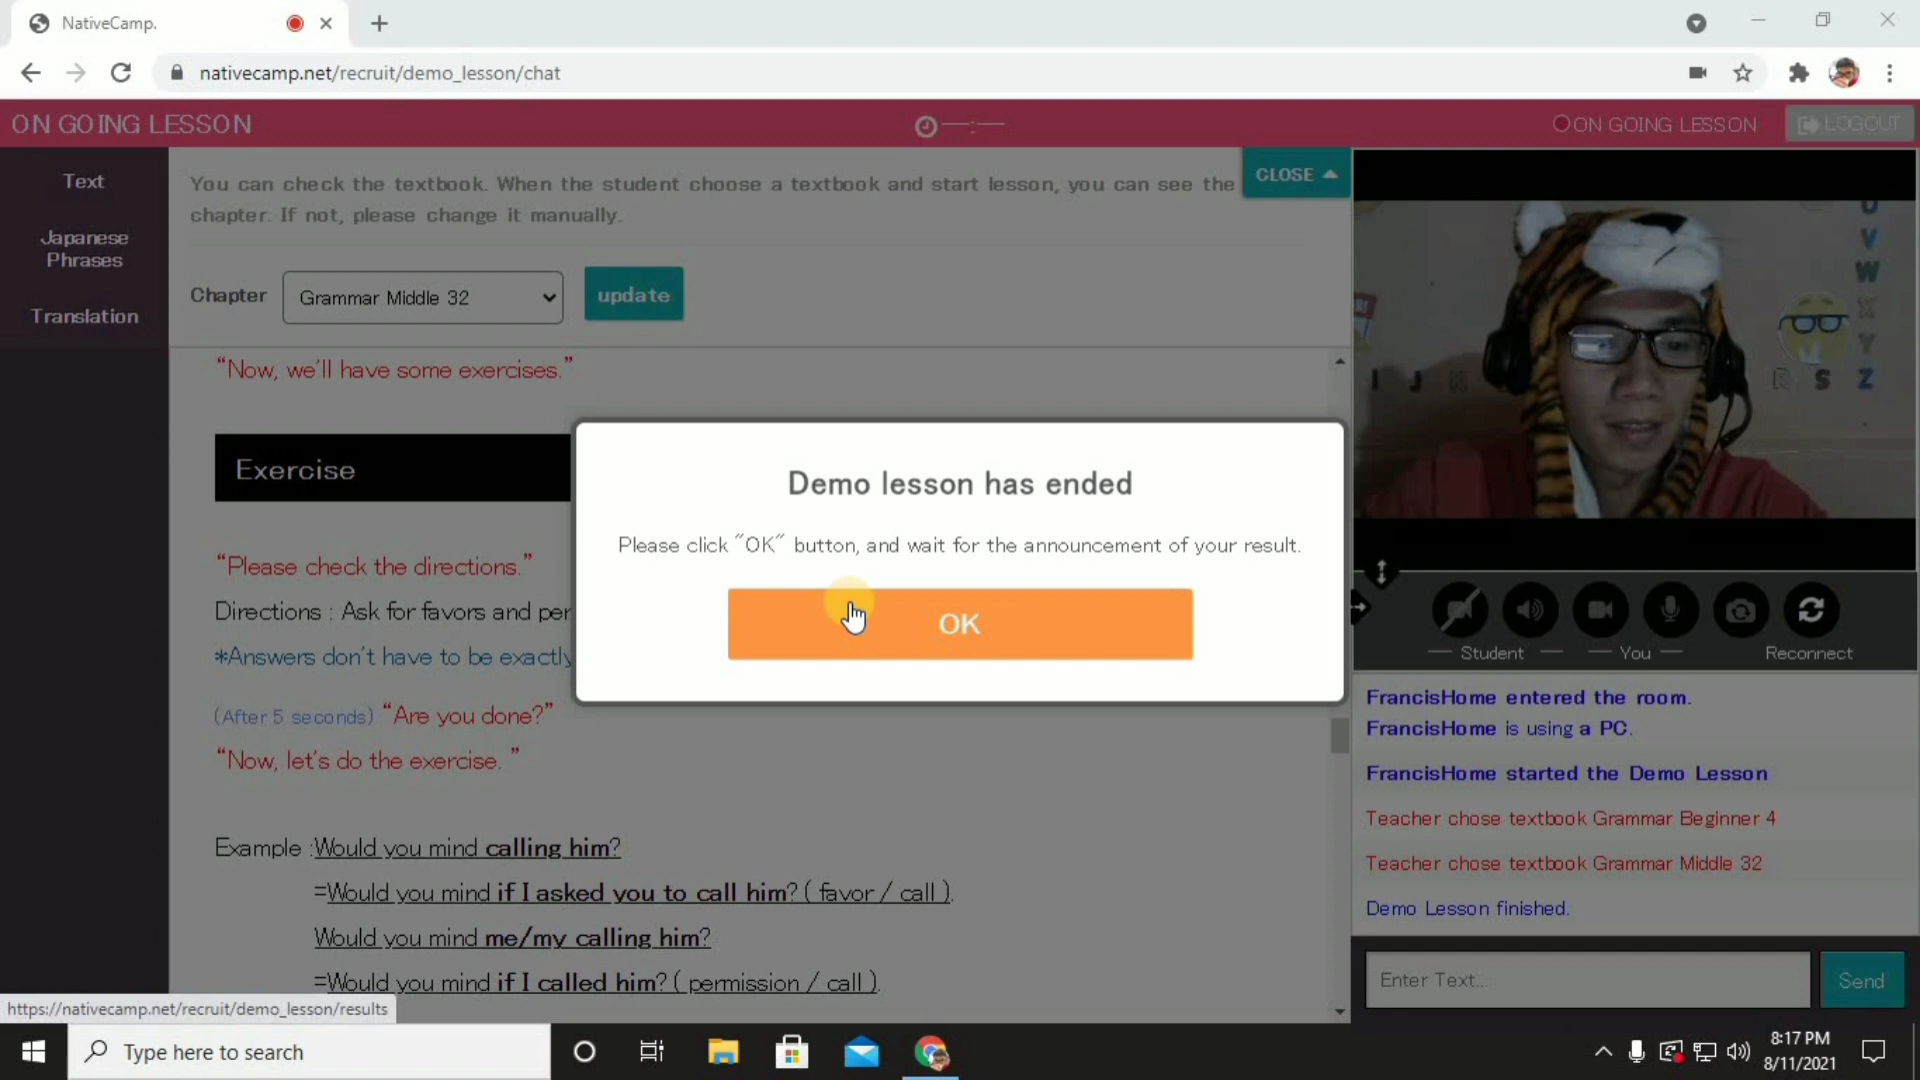 NativeCamp.
nativecamp.net/recruit/demo_lesson/chat
ON GOING LESSON
ON GOING LESSON
LOGOUT
Text
Japanese
Phrases
Translation
You can check the textbook. When the student choose a textbook and start lesson, you can see the
chapter. If not, please change it manually.
CLOSE
Chapter
Grammar Middle 32
update
“Now, we'll have some exercises.”
Exercise
“Please check the directions.”
Directions : Ask for favors and per
*Answers don't have to be exactly
(After 5 seconds) “Are you done?”
“Now, let's do the exercise. ”
Example :Would you mind calling him?
=Would you mind if I asked you to call him? ( favor / call ).
Would you mind me/my calling him?
=Would you mind if I called him? ( permission / call ).
Demo lesson has ended
Please click "OK" button, and wait for the announcement of your result.
OK
U
V
W
X
Y
I J K R S Z
Student
You
Reconnect
FrancisHome entered the room.
FrancisHome is using a PC.
FrancisHome started the Demo Lesson
Teacher chose textbook Grammar Beginner 4
Teacher chose textbook Grammar Middle 32
Demo Lesson finished.
Enter Text...
Send
https://nativecamp.net/recruit/demo_lesson/results
Type here to search
8:17 PM
8/11/2021